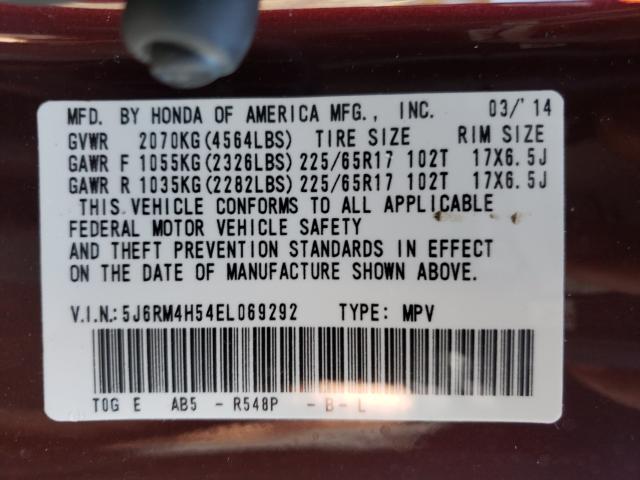 MFD. BY HONDA OF AMERICA MFG., INC. 03/'14
GVWR 2070KG(4564LBS) TIRE SIZE RIM SIZE
GAWR F 1055KG(2326LBS) 225/65R17 102T 17X6.5J
GAWR R 1035KG(2282LBS) 225/65R17 102T 17X6.5J
THIS VEHICLE CONFORMS TO ALL APPLICABLE
FEDERAL MOTOR VEHICLE SAFETY
AND THEFT PREVENTION STANDARDS IN EFFECT
ON THE DATE OF MANUFACTURE SHOWN ABOVE.
V.I.N.:5J6RM4H54EL069292 TYPE: MPV
T0G E AB5 - R548P - B - L